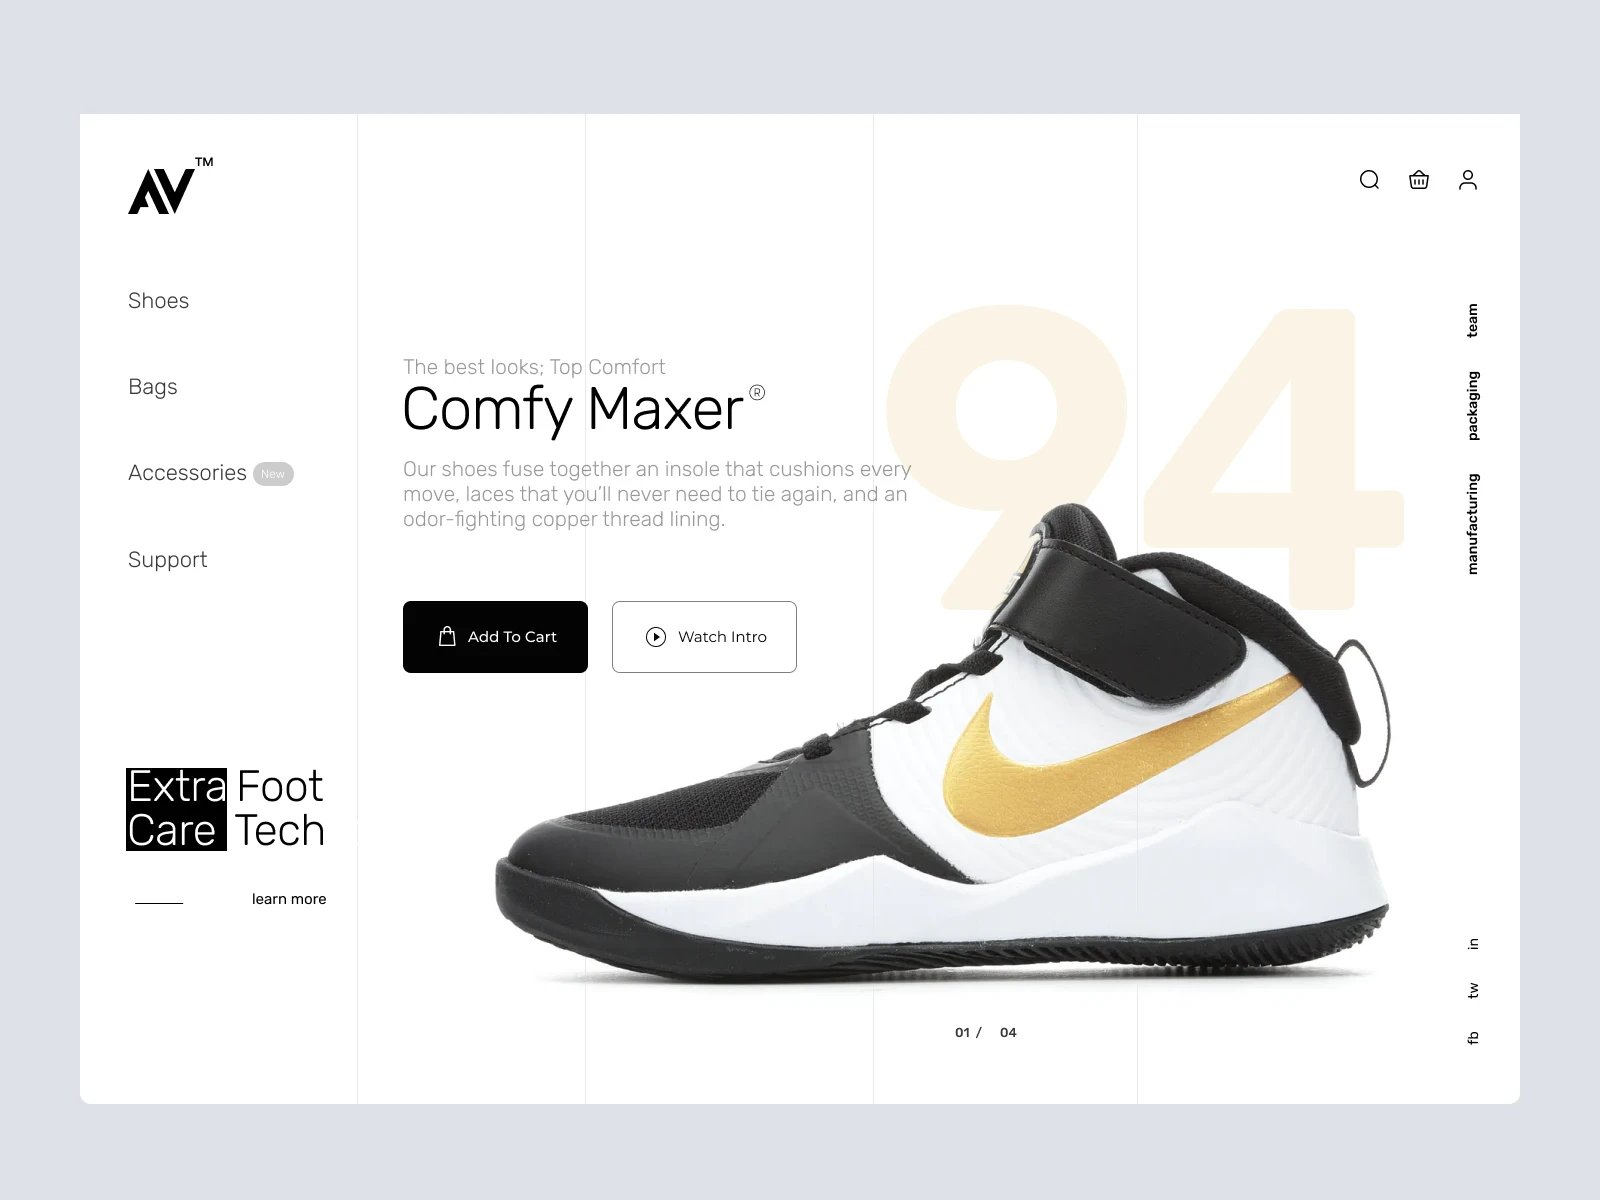 AV™
Shoes
Bags
Accessories New
Support
Extra Foot
Care Tech
learn more
The best looks; Top Comfort
Comfy Maxer®
Our shoes fuse together an insole that cushions every
move, laces that you’ll never need to tie again, and an
odor-fighting copper thread lining.
Add To Cart
Watch Intro
94
01 / 04
team
packaging
manufacturing
in
tw
fb